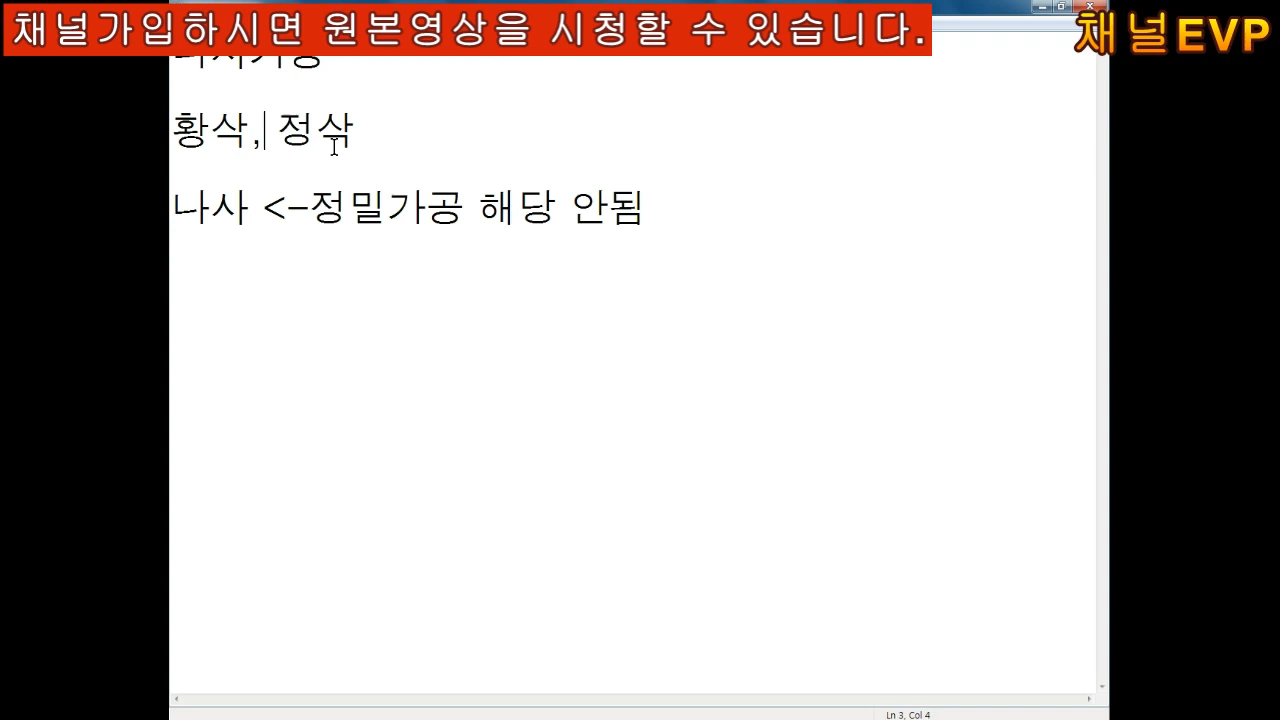 채널가입하시면 원본영상을 시청할 수 있습니다.
채널EVP
황삭, 정삭
나사 <-정밀가공 해당 안됨
Ln 3, Col 4